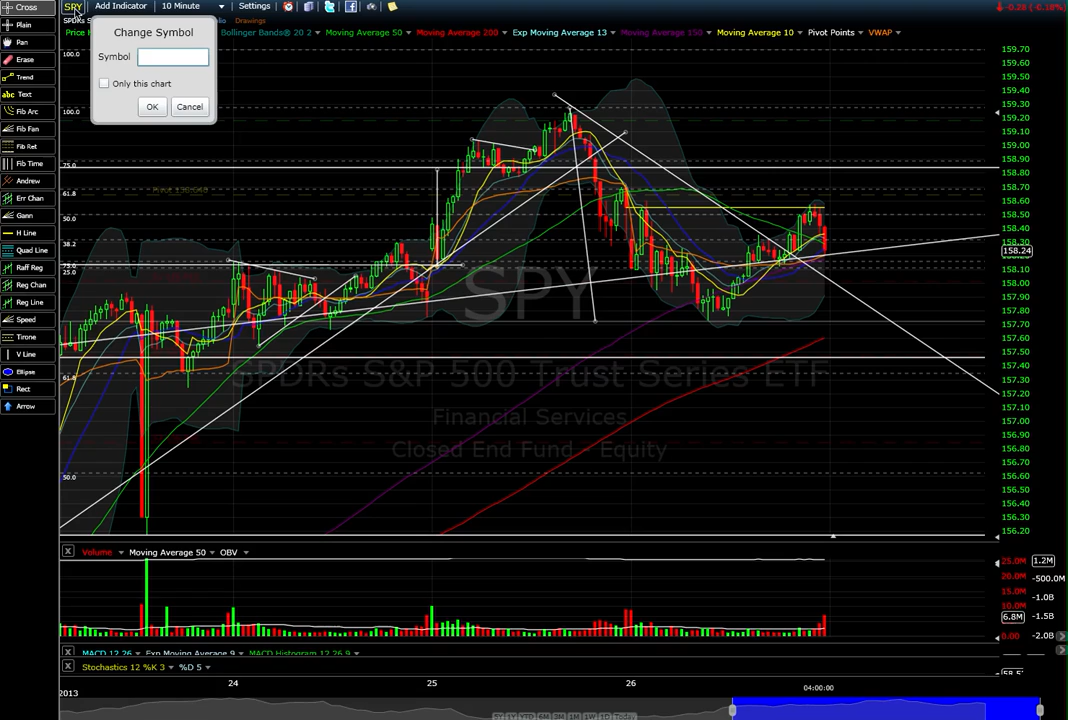 Cross
SPY
Add Indicator
10 Minute
Settings
-0.28 (-0.18%)
Plain
Pan
Erase
Trend
Text
Fib Arc
Fib Fan
Fib Ret
Fib Time
Andrew
Err Chan
Gann
H Line
Quad Line
Raff Reg
Reg Chan
Reg Line
Speed
Tirone
V Line
Ellipse
Rect
Arrow
Drawings
Bollinger Bands® 20 2
Moving Average 50
Moving Average 200
Exp Moving Average 13
Moving Average 150
Moving Average 10
Pivot Points
VWAP
Change Symbol
Symbol
Only this chart
OK
Cancel
100.0
100.0
75.0
61.8
50.0
38.2
25.0
61.8
50.0
SPY
SPDRs S&P 500 Trust Series ETF
Financial Services
Closed End Fund - Equity
159.70
159.60
159.50
159.40
159.30
159.20
159.10
158.90
158.80
158.70
158.60
158.50
158.40
158.30
158.24
158.10
158.00
157.90
157.80
157.70
157.60
157.50
157.40
157.30
157.20
157.10
157.00
156.90
156.80
156.70
156.60
156.50
156.40
156.30
156.20
X
Volume
Moving Average 50
OBV
25.0M
20.0M
15.0M
10.0M
6.8M
0.00
1.2M
-500.0M
-1.0B
-1.5B
-2.0B
X
MACD 12 26
Exp Moving Average 9
MACD Histogram 12 26 9
X
Stochastics 12 %K 3
%D 5
24
25
26
04:00:00
2013